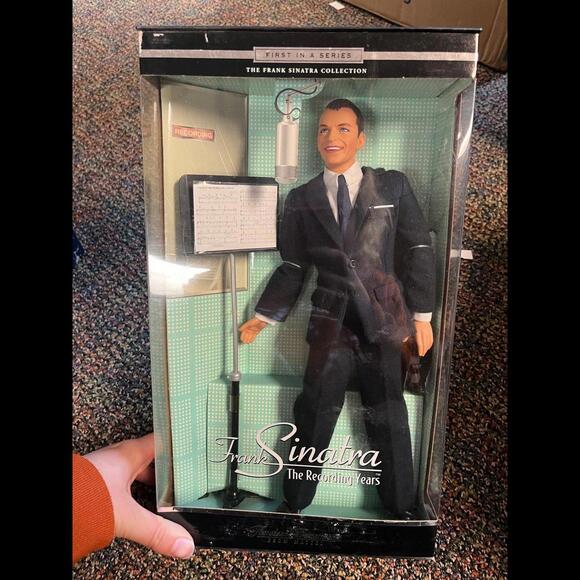 FIRST IN A SERIES
THE FRANK SINATRA COLLECTION
RECORDING
Frank Sinatra
The Recording Years